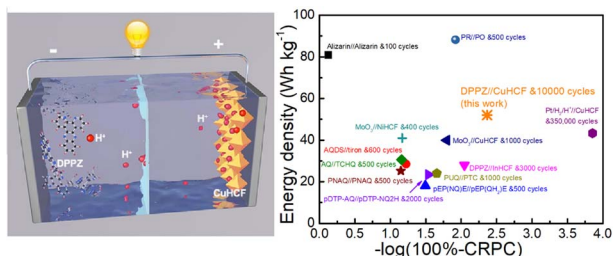 -
+
H⁺
DPPZ
H⁺
H⁺
CuHCF
Energy density (Wh kg⁻¹)
100
80
60
40
20
0
Alizarin//Alizarin &100 cycles
PR//PO &500 cycles
DPPZ//CuHCF &10000 cycles
(this work)
Pt/H₂/H⁺//CuHCF
&350,000 cycles
MoO₃//NiHCF &400 cycles
MoO₃//CuHCF &1000 cycles
AQDS//tiron &600 cycles
AQ//TCHQ &500 cycles
DPPZ//InHCF &3000 cycles
PNAQ//PNAQ &500 cycles
PUQ//PTC &1000 cycles
pEP(NQ)E//pEP(QH₂)E &500 cycles
pDTP-AQ//pDTP-NQ2H &2000 cycles
0.0 0.5 1.0 1.5 2.0 2.5 3.0 3.5 4.0
-log(100%-CRPC)